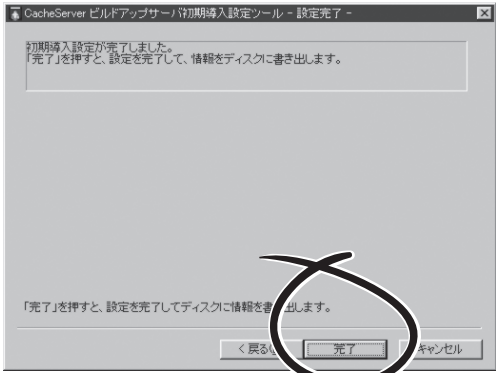 CacheServer ビルドアップサーバ初期導入設定ツール - 設定完了 -
初期導入設定が完了しました。
「完了」を押すと、設定を完了して、情報をディスクに書き出します。
「完了」を押すと、設定を完了してディスクに情報を書き出します。
< 戻る 完了 キャンセル